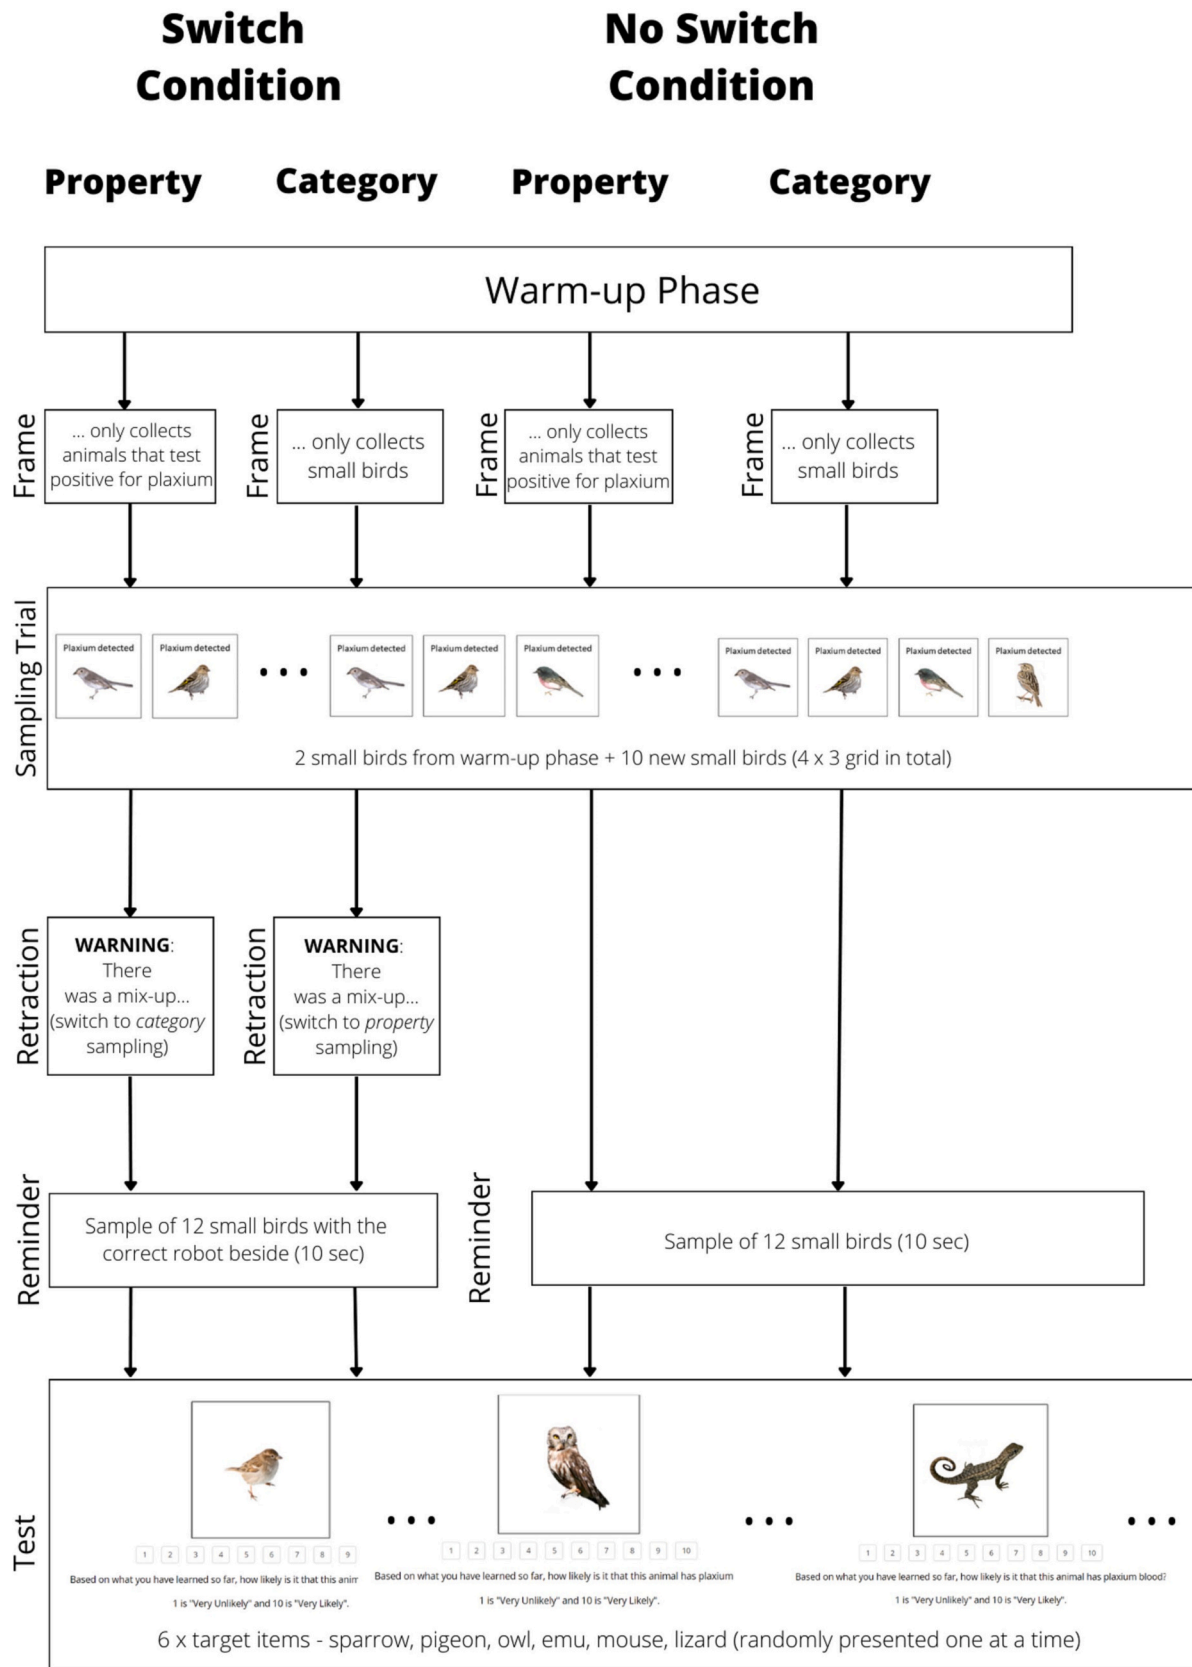 Switch
Condition
No Switch
Condition
Property
Category
Property
Category
Warm-up Phase
Frame
... only collects
animals that test
positive for plaxium
Frame
... only collects
small birds
Frame
... only collects
animals that test
positive for plaxium
Frame
... only collects
small birds
Sampling Trial
Plaxium detected
Plaxium detected
...
Plaxium detected
Plaxium detected
Plaxium detected
...
Plaxium detected
Plaxium detected
Plaxium detected
Plaxium detected
2 small birds from warm-up phase + 10 new small birds (4 x 3 grid in total)
Retraction
WARNING:
There
was a mix-up...
(switch to category
sampling)
Retraction
WARNING:
There
was a mix-up...
(switch to property
sampling)
Reminder
Sample of 12 small birds with the
correct robot beside (10 sec)
Reminder
Sample of 12 small birds (10 sec)
Test
1 2 3 4 5 6 7 8 9
Based on what you have learned so far, how likely is it that this anim
1 is "Very Unlikely" and 10 is "Very Likely".
...
1 2 3 4 5 6 7 8 9 10
Based on what you have learned so far, how likely is it that this animal has plaxium
1 is "Very Unlikely" and 10 is "Very Likely".
...
1 2 3 4 5 6 7 8 9 10
Based on what you have learned so far, how likely is it that this animal has plaxium blood?
1 is "Very Unlikely" and 10 is "Very Likely".
...
6 x target items - sparrow, pigeon, owl, emu, mouse, lizard (randomly presented one at a time)